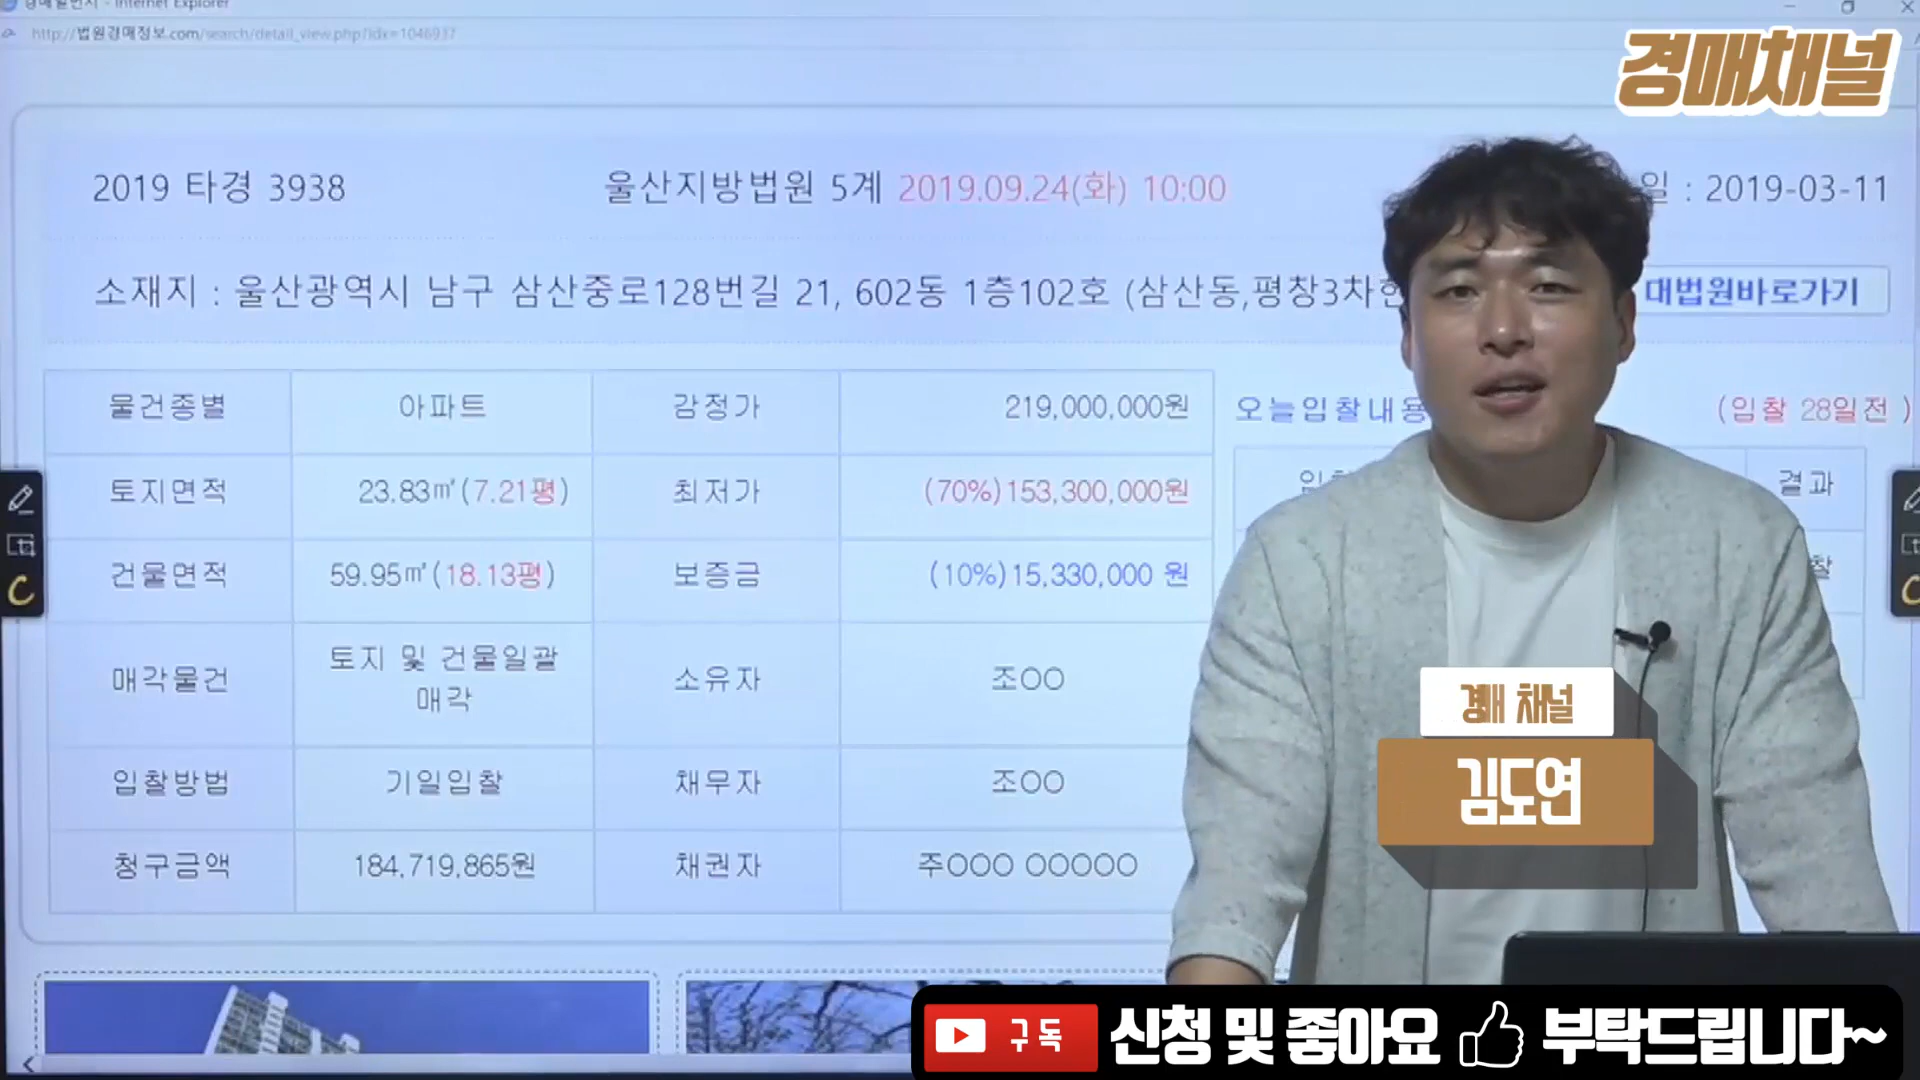 경매알번지 - Internet Explorer
http://법원경매정보.com/search/detail_view.php?idx=1046937
경매채널
2019 타경 3938
울산지방법원 5계 2019.09.24(화) 10:00
일 : 2019-03-11
소재지 : 울산광역시 남구 삼산중로128번길 21, 602동 1층102호 (삼산동,평창3차현
대법원바로가기
물건종별 아파트 감정가 219,000,000원
오늘입찰내용 (입찰 28일전 )
토지면적 23.83㎡(7.21평) 최저가 (70%)153,300,000원
결과
건물면적 59.95㎡(18.13평) 보증금 (10%)15,330,000 원
찰
매각물건 토지 및 건물일괄
매각 소유자 조OO
입찰방법 기일입찰 채무자 조OO
청구금액 184,719,865원 채권자 주OOO OOOOO
경매 채널
김도연
구독 신청 및 좋아요 부탁드립니다~